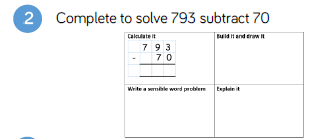 2 Complete to solve 793 subtract 70
Calculate it
Build it and draw it
7 9 3
- 7 0
Write a sensible word problem
Explain it